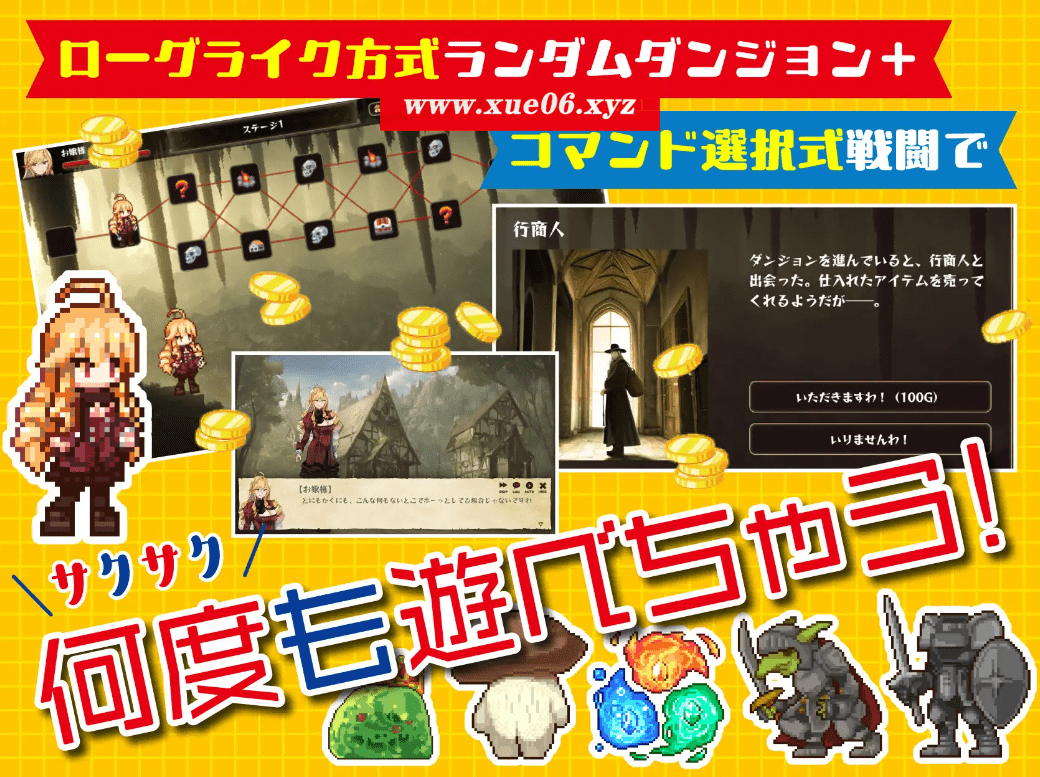 ローグライク方式ランダムダンジョン＋
www.xue06.xyz
コマンド選択式戦闘で
ステージ1
お嬢様
行商人
ダンジョンを進んでいると、行商人と
出会った。仕入れたアイテムを売って
くれるようだが――。
いただきますわ！（100G）
いりませんわ！
【お嬢様】
とにもかくにも、こんな何もないとこでボーっとしてる場合じゃないですわ
サクサク
何度も遊べちゃう！